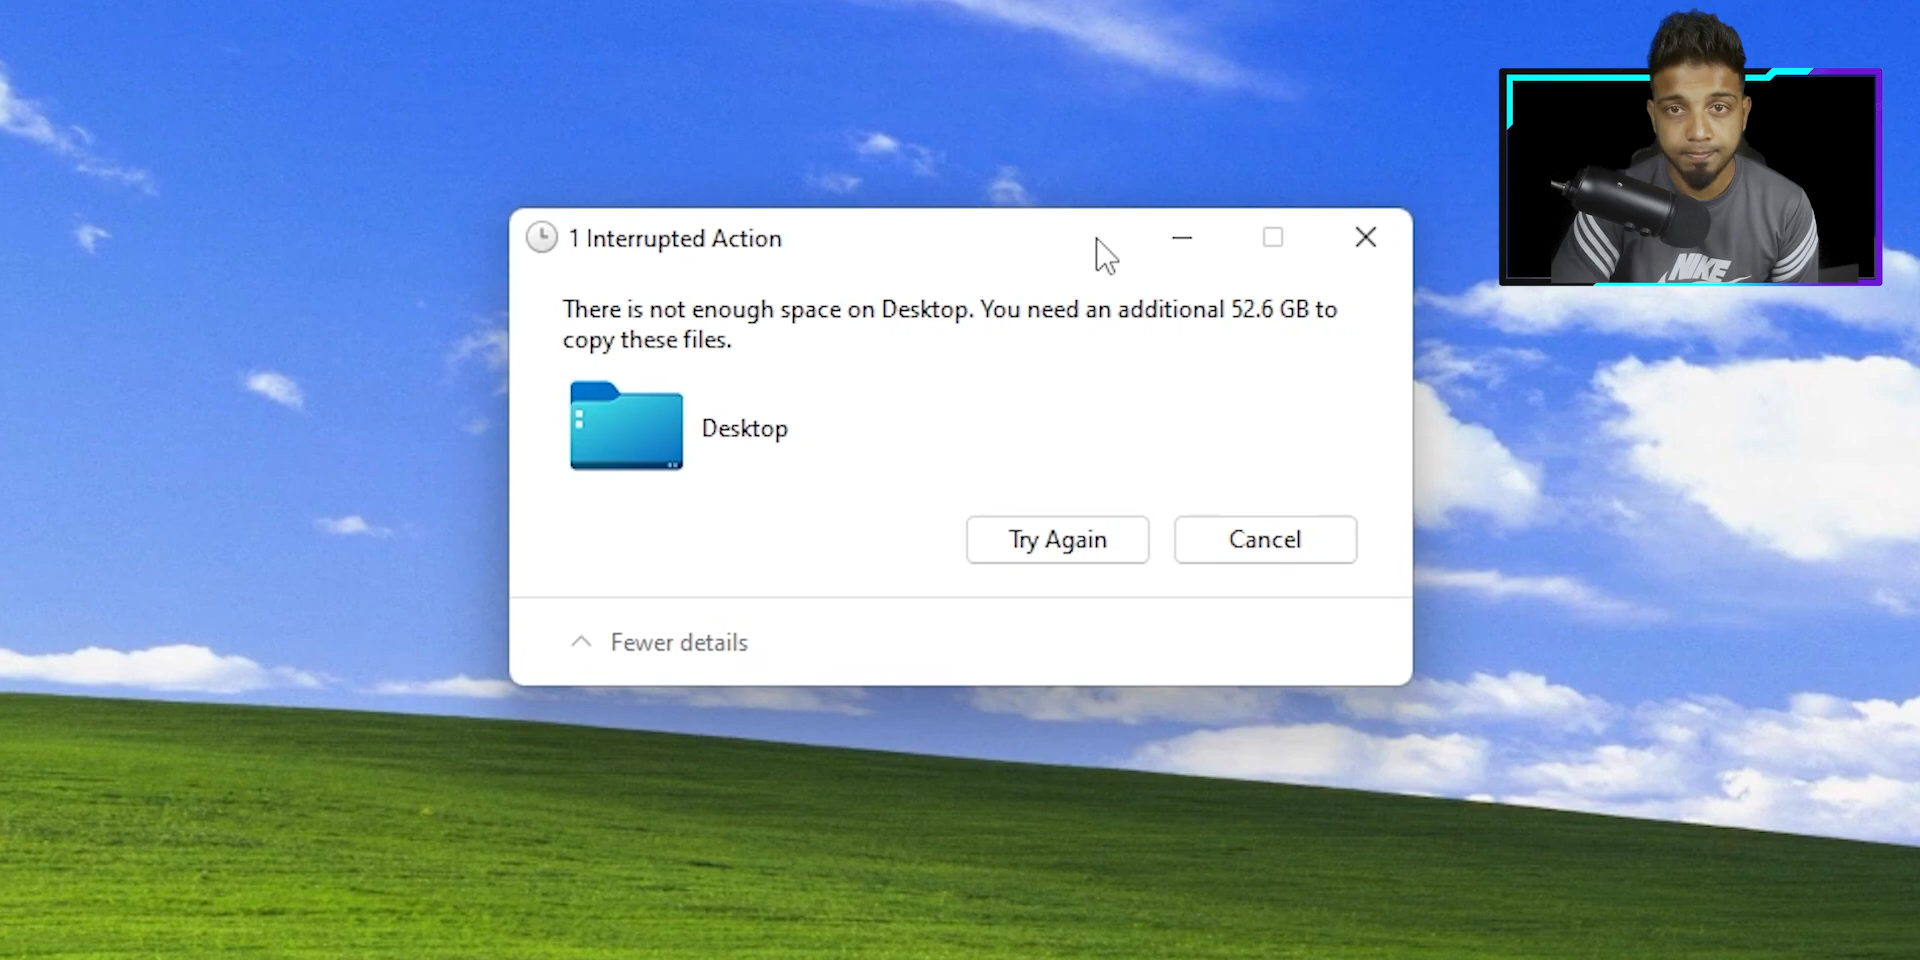 1 Interrupted Action
There is not enough space on Desktop. You need an additional 52.6 GB to
copy these files.
Desktop
Try Again
Cancel
Fewer details
NIKE